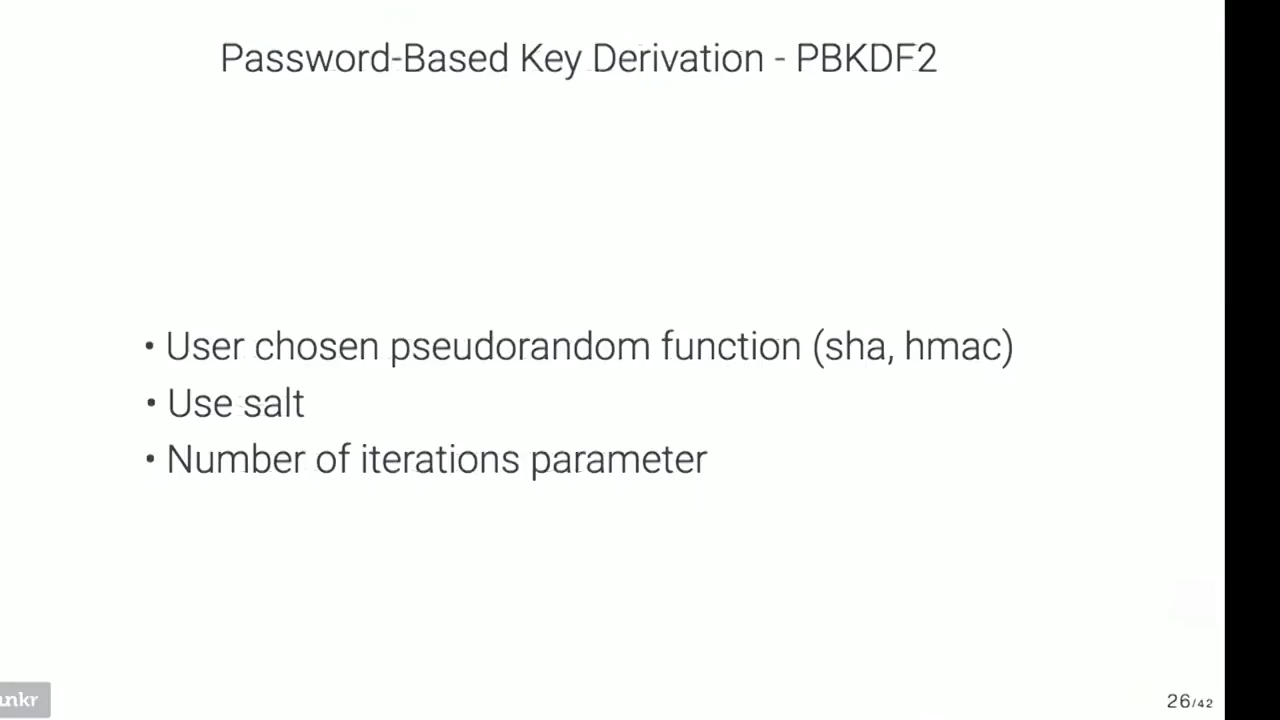 Password-Based Key Derivation - PBKDF2
• User chosen pseudorandom function (sha, hmac)
• Use salt
• Number of iterations parameter
26/42